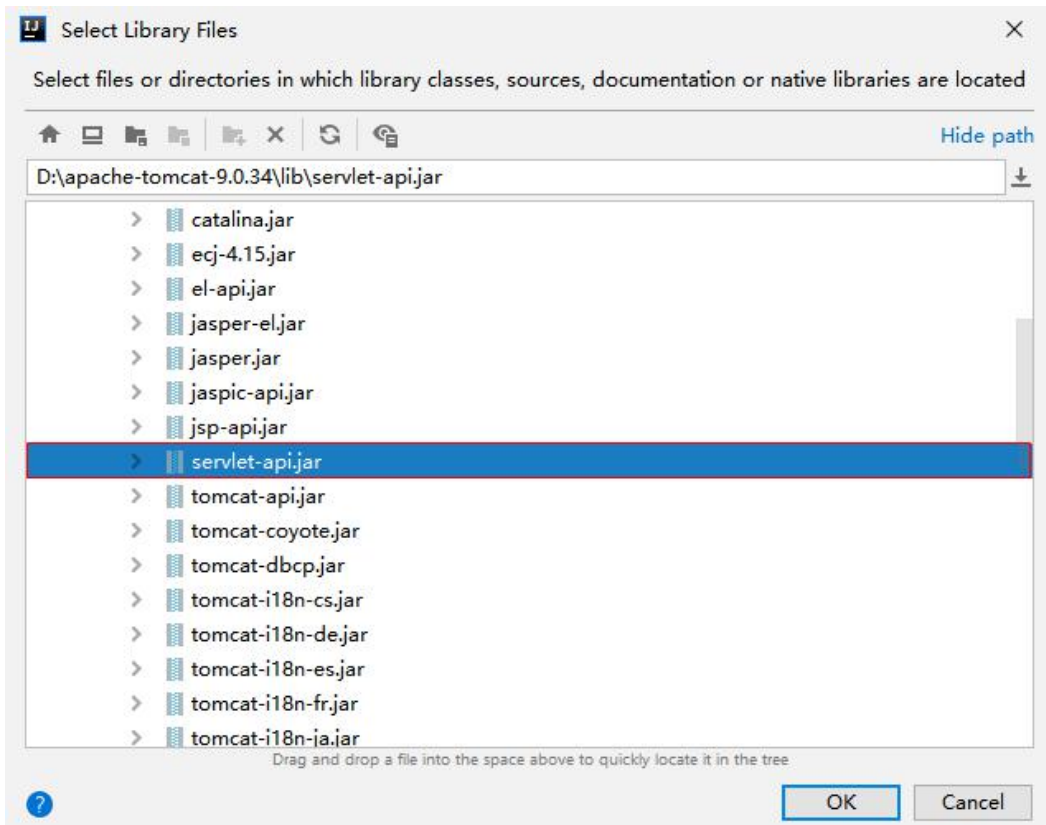 Select Library Files
Select files or directories in which library classes, sources, documentation or native libraries are located
Hide path
D:\apache-tomcat-9.0.34\lib\servlet-api.jar
catalina.jar
ecj-4.15.jar
el-api.jar
jasper-el.jar
jasper.jar
jaspic-api.jar
jsp-api.jar
servlet-api.jar
tomcat-api.jar
tomcat-coyote.jar
tomcat-dbcp.jar
tomcat-i18n-cs.jar
tomcat-i18n-de.jar
tomcat-i18n-es.jar
tomcat-i18n-fr.jar
tomcat-i18n-ja.jar
Drag and drop a file into the space above to quickly locate it in the tree
OK Cancel